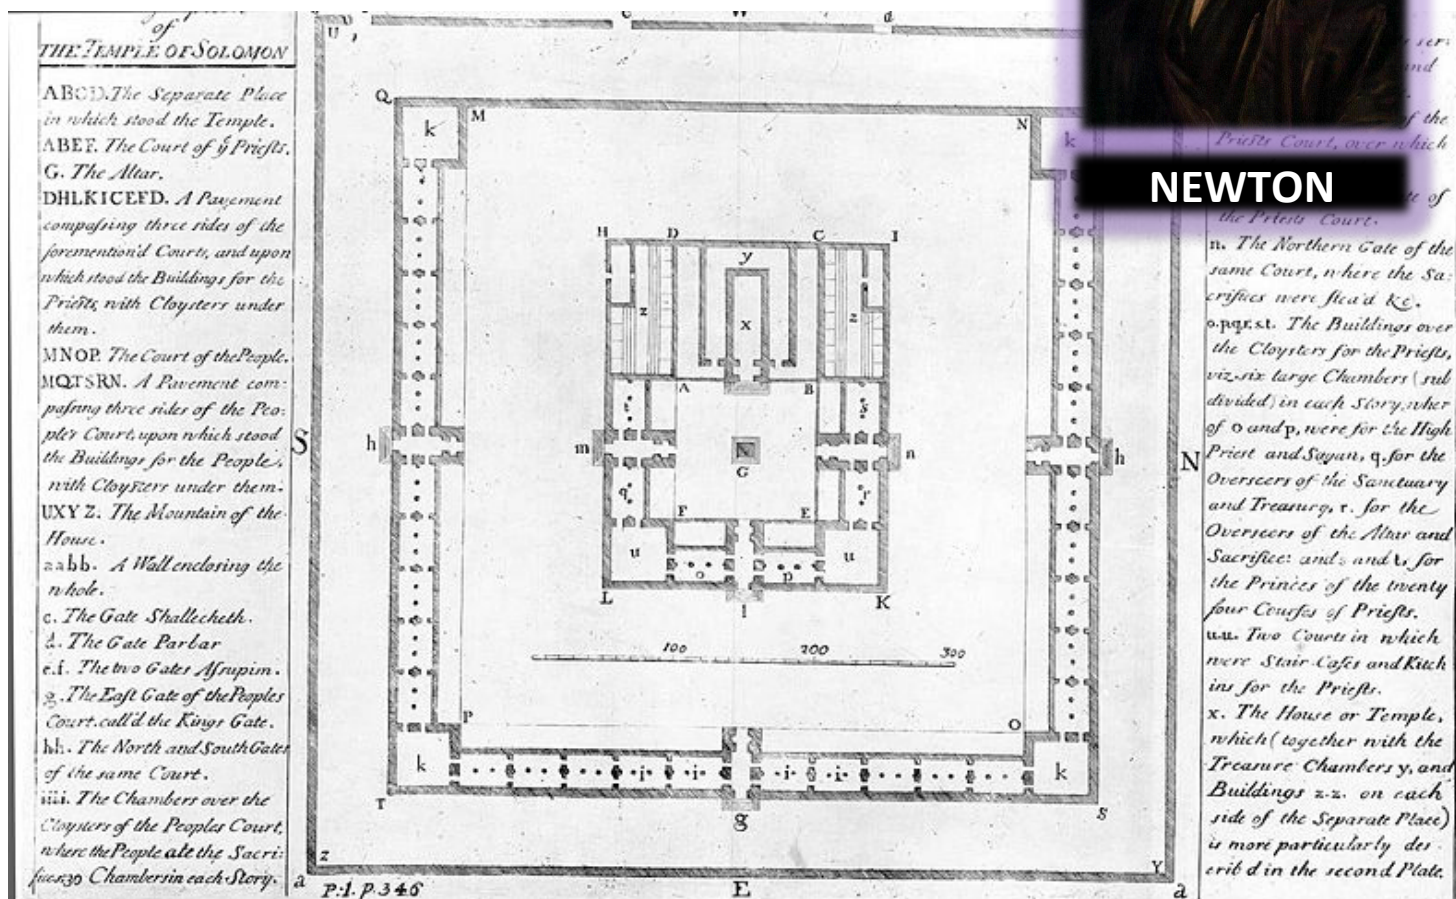 of
THE TEMPLE OF SOLOMON
ABCD. The Separate Place
in which stood the Temple.
ABEF. The Court of ẙ Priests.
G. The Altar.
DHLKICEFD. A Pavement
compassing three sides of the
foremention'd Courts, and upon
which stood the Buildings for the
Priests, with Cloysters under
them.
MNOP. The Court of the People.
MQTSRN. A Pavement com:
passing three sides of the Peo:
ple's Court, upon which stood
the Buildings for the People,
with Cloysters under them.
UXYZ. The Mountain of the
House.
aabb. A Wall enclosing the
whole.
c. The Gate Shallecheth.
d. The Gate Parbar
e.f. The two Gates Assupim.
g. The East Gate of the Peoples
Court. call'd the Kings Gate.
hh. The North and South Gates
of the same Court.
iiii. The Chambers over the
Cloysters of the Peoples Court,
where the People ate the Sacri:
fices: 30 Chambers in each Story.
U
c
W
d
Q
M
N
k
k
H
D
C
I
y
z
x
z
A
B
t
s
S
h
m
G
n
h
N
q
r
F
E
u
o
p
u
L
l
K
100
200
300
P
O
k
i
i
i
i
k
T
g
S
Z
Y
a
P. 1. p. 346
E
a
NEWTON
and
of the
Priests Court, over which
of
the Priests Court.
n. The Northern Gate of the
same Court, where the Sa:
crifices were flea'd &c.
o.p.q.r.s.t. The Buildings over
the Cloysters for the Priests,
viz. six large Chambers (sub
divided) in each Story, wher
of o and p, were for the High
Priest and Sagan, q. for the
Overseers of the Sanctuary
and Treasury, r. for the
Overseers of the Altar and
Sacrifice: and s and t, for
the Princes of the twenty
four Courses of Priests.
u.u. Two Courts in which
were Stair-Cases and Kitch
ins for the Priests.
x. The House or Temple,
which (together with the
Treasure Chambers y, and
Buildings z.z. on each
side of the Separate Place)
is more particularly des-
crib'd in the second Plate.